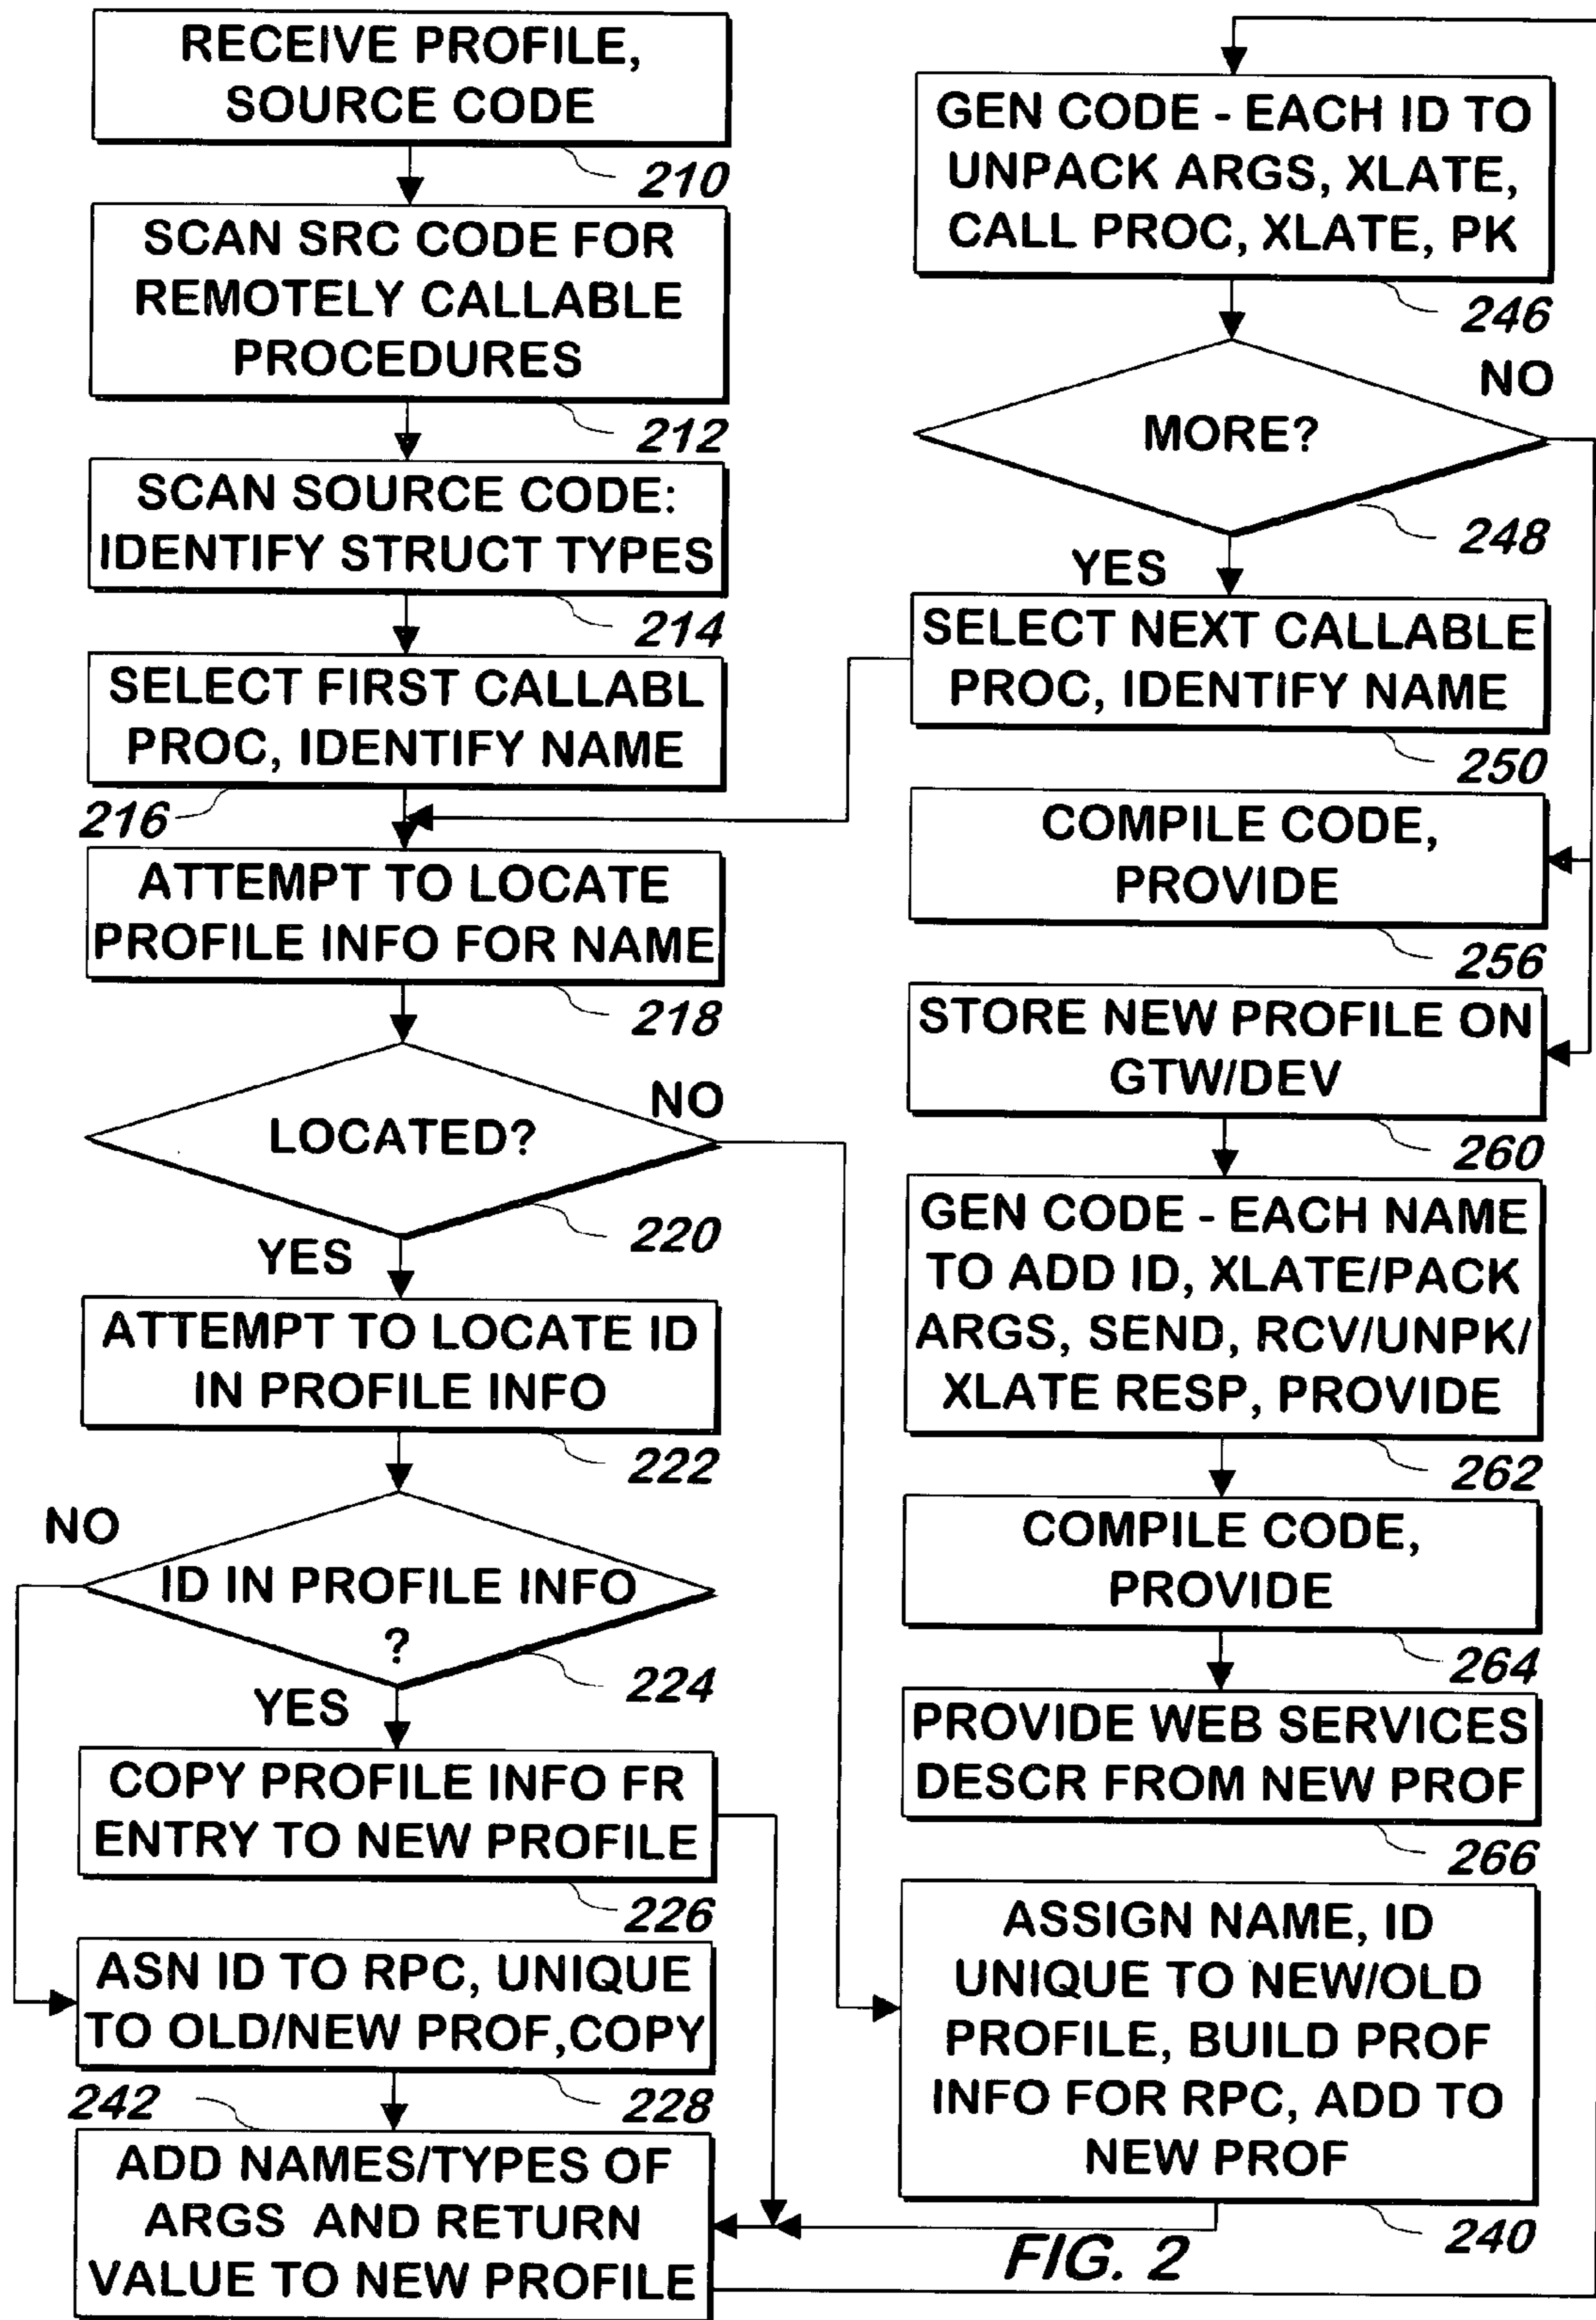 RECEIVE PROFILE,
SOURCE CODE
210
SCAN SRC CODE FOR
REMOTELY CALLABLE
PROCEDURES
212
SCAN SOURCE CODE:
IDENTIFY STRUCT TYPES
214
SELECT FIRST CALLABL
PROC, IDENTIFY NAME
216
ATTEMPT TO LOCATE
PROFILE INFO FOR NAME
218
LOCATED?
NO
220
YES
ATTEMPT TO LOCATE ID
IN PROFILE INFO
222
NO
ID IN PROFILE INFO
?
224
YES
COPY PROFILE INFO FR
ENTRY TO NEW PROFILE
226
ASN ID TO RPC, UNIQUE
TO OLD/NEW PROF,COPY
228
242
ADD NAMES/TYPES OF
ARGS AND RETURN
VALUE TO NEW PROFILE
GEN CODE - EACH ID TO
UNPACK ARGS, XLATE,
CALL PROC, XLATE, PK
246
NO
MORE?
248
YES
SELECT NEXT CALLABLE
PROC, IDENTIFY NAME
250
COMPILE CODE,
PROVIDE
256
STORE NEW PROFILE ON
GTW/DEV
260
GEN CODE - EACH NAME
TO ADD ID, XLATE/PACK
ARGS, SEND, RCV/UNPK/
XLATE RESP, PROVIDE
262
COMPILE CODE,
PROVIDE
264
PROVIDE WEB SERVICES
DESCR FROM NEW PROF
266
ASSIGN NAME, ID
UNIQUE TO NEW/OLD
PROFILE, BUILD PROF
INFO FOR RPC, ADD TO
NEW PROF
240
FIG. 2